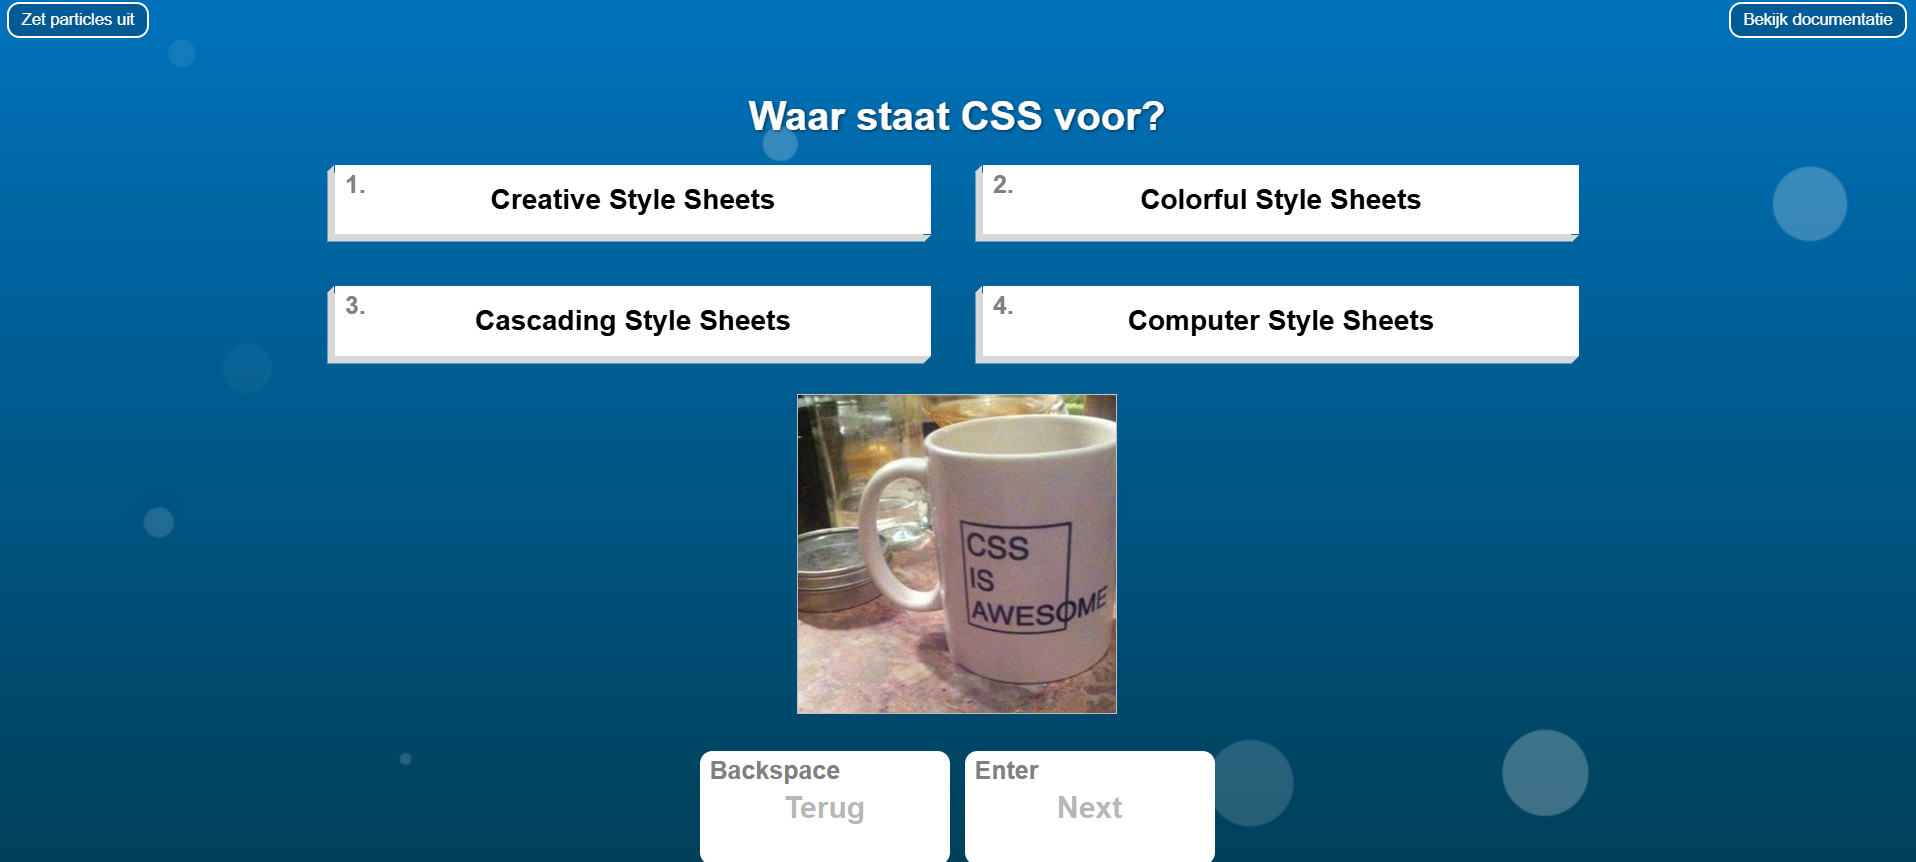 Zet particles uit
Bekijk documentatie
Waar staat CSS voor?
1.
Creative Style Sheets
2.
Colorful Style Sheets
3.
Cascading Style Sheets
4.
Computer Style Sheets
CSS
IS
AWESOME
Backspace
Terug
Enter
Next